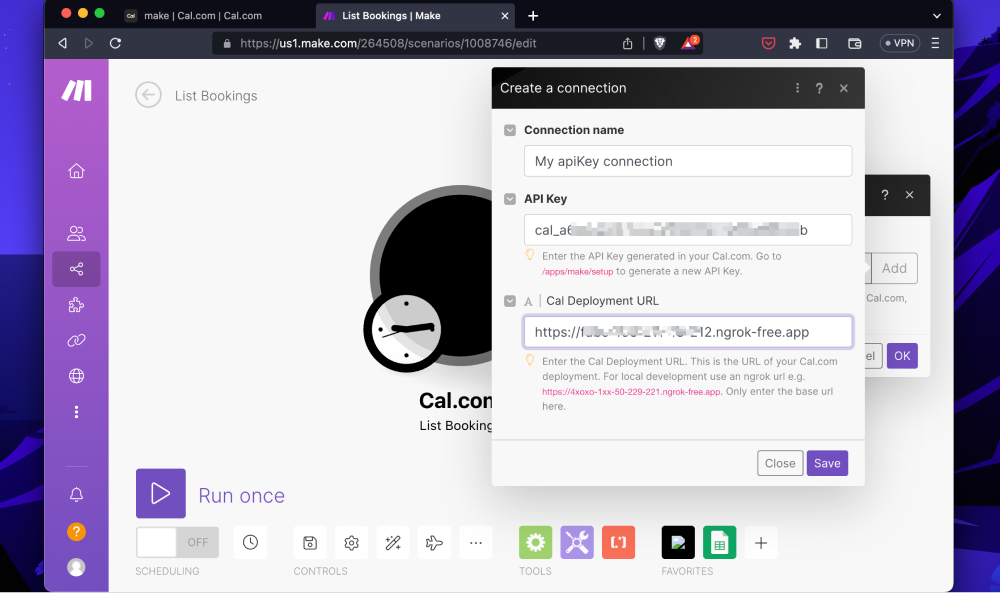 make | Cal.com | Cal.com
List Bookings | Make
https://us1.make.com/264508/scenarios/1008746/edit
2
VPN
List Bookings
Create a connection
?
Connection name
My apiKey connection
API Key
cal_a6 b
Enter the API Key generated in your Cal.com. Go to
/apps/make/setup to generate a new API Key.
A | Cal Deployment URL
https:// 212.ngrok-free.app
Enter the Cal Deployment URL. This is the URL of your Cal.com
deployment. For local development use an ngrok url e.g.
https://4xoxo-1xx-50-229-221.ngrok-free.app. Only enter the base url
here.
Close
Save
?
Add
Cal.com,
el
OK
Cal.com
List Booking
Run once
OFF
SCHEDULING
CONTROLS
TOOLS
FAVORITES
?